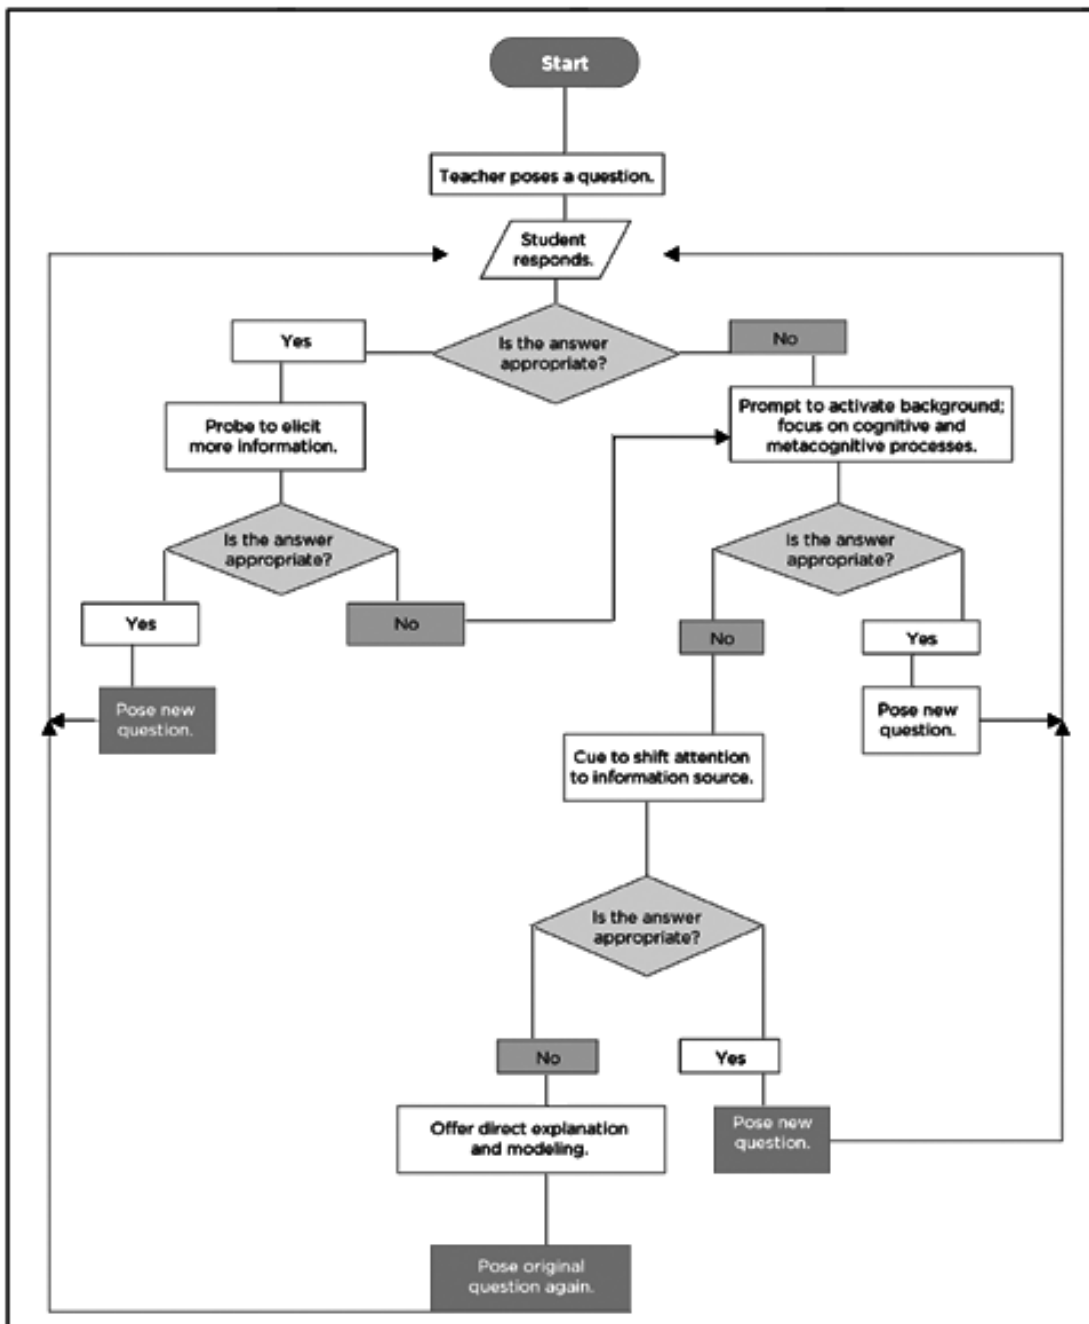 Start
Teacher poses a question.
Student
responds.
Is the answer
appropriate?
Yes
No
Probe to elicit
more information.
Prompt to activate background;
focus on cognitive and
metacognitive processes.
Is the answer
appropriate?
Is the answer
appropriate?
Yes
No
No
Yes
Pose new
question.
Pose new
question.
Cue to shift attention
to information source.
Is the answer
appropriate?
No
Yes
Offer direct explanation
and modeling.
Pose new
question.
Pose original
question again.